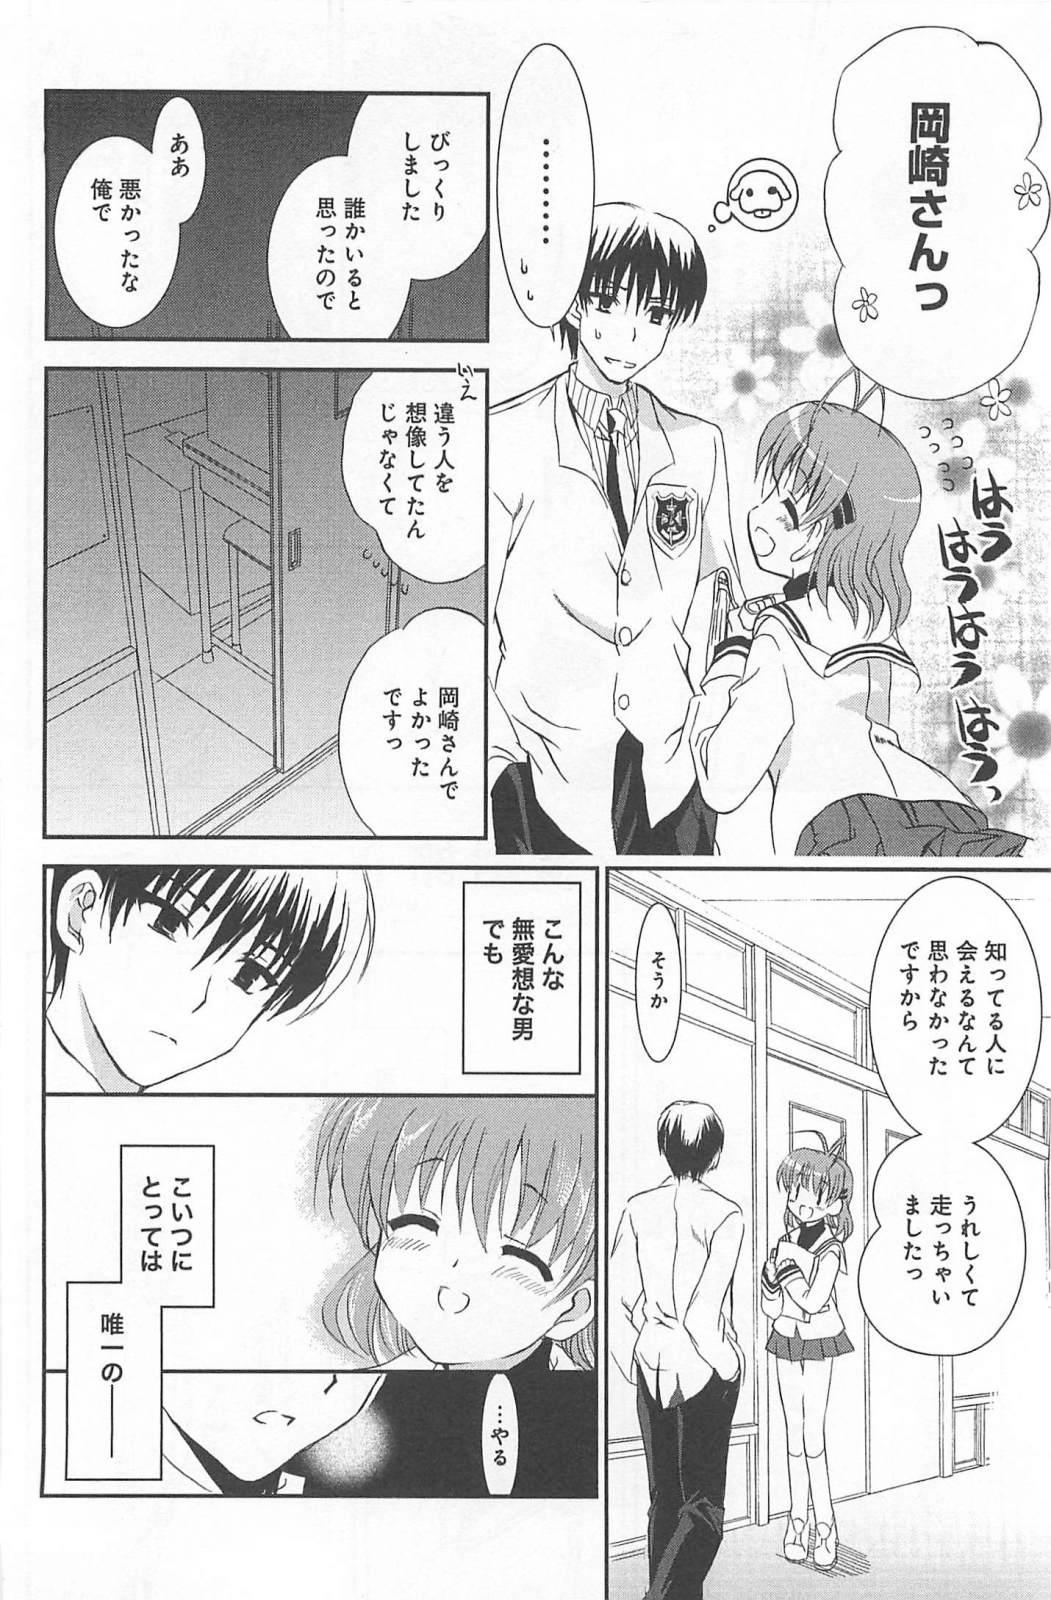 岡崎さんっ
はう
はうはうはう
はうっ
………
びっくり
しました
誰かいると
思ったので
ああ
悪かったな
俺で
いえ
違う人を
想像してたん
じゃなくて
岡崎さんで
よかった
ですっ
知ってる人に
会えるなんて
思わなかった
ですから
うれしくて
走っちゃい
ましたっ
そうか
こんな
無愛想な男
でも
こいつに
とっては
唯一の──
…やる